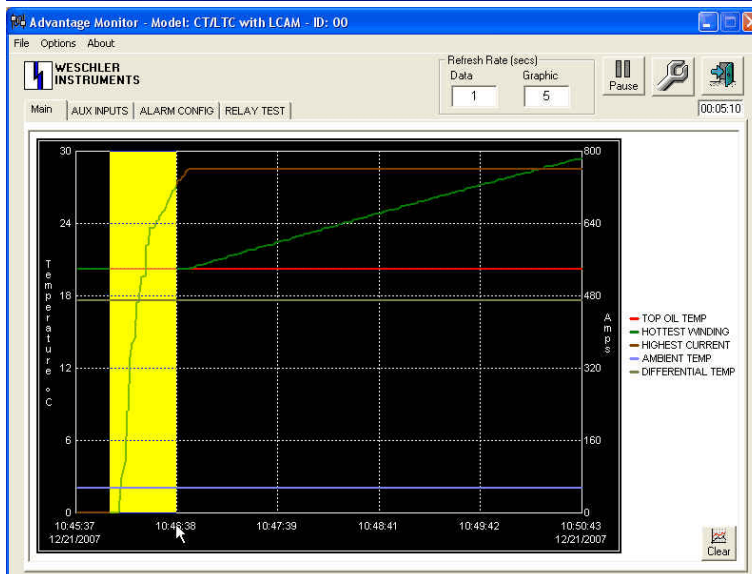 Advantage Monitor - Model: CT/LTC with LCAM - ID: 00
File Options About
WESCHLER
INSTRUMENTS
Refresh Rate (secs)
Data Graphic
1 5
Pause
00:05:10
Main AUX INPUTS ALARM CONFIG RELAY TEST
30 800
24 640
18 480
12 320
6 160
0 0
Temperature °C
Amps
TOP OIL TEMP
HOTTEST WINDING
HIGHEST CURRENT
AMBIENT TEMP
DIFFERENTIAL TEMP
10:45:37 10:46:38 10:47:39 10:48:41 10:49:42 10:50:43
12/21/2007 12/21/2007
Clear